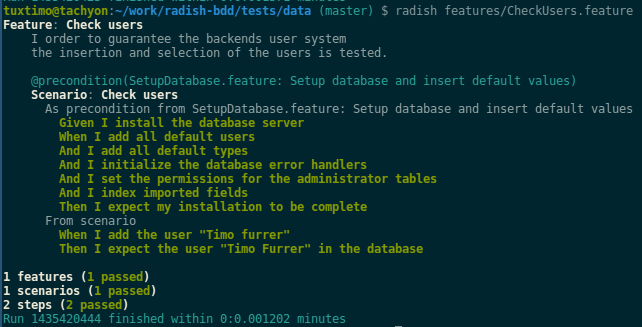 tuxtimo@tachyon:~/work/radish-bdd/tests/data (master) $ radish features/CheckUsers.feature
Feature: Check users
I order to guarantee the backends user system
the insertion and selection of the users is tested.
@precondition(SetupDatabase.feature: Setup database and insert default values)
Scenario: Check users
As precondition from SetupDatabase.feature: Setup database and insert default values
Given I install the database server
When I add all default users
And I add all default types
And I initialize the database error handlers
And I set the permissions for the administrator tables
And I index imported fields
Then I expect my installation to be complete
From scenario
When I add the user "Timo furrer"
Then I expect the user "Timo Furrer" in the database
1 features (1 passed)
1 scenarios (1 passed)
2 steps (2 passed)
Run 1435420444 finished within 0:0.001202 minutes